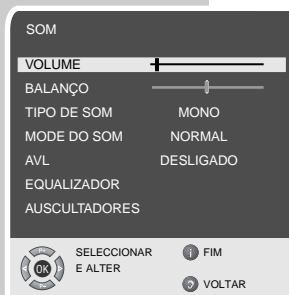 SOM
VOLUME
BALANÇO
TIPO DE SOM MONO
MODE DO SOM NORMAL
AVL DESLIGADO
EQUALIZADOR
AUSCULTADORES
OK SELECCIONAR E ALTER
i FIM
VOLTAR